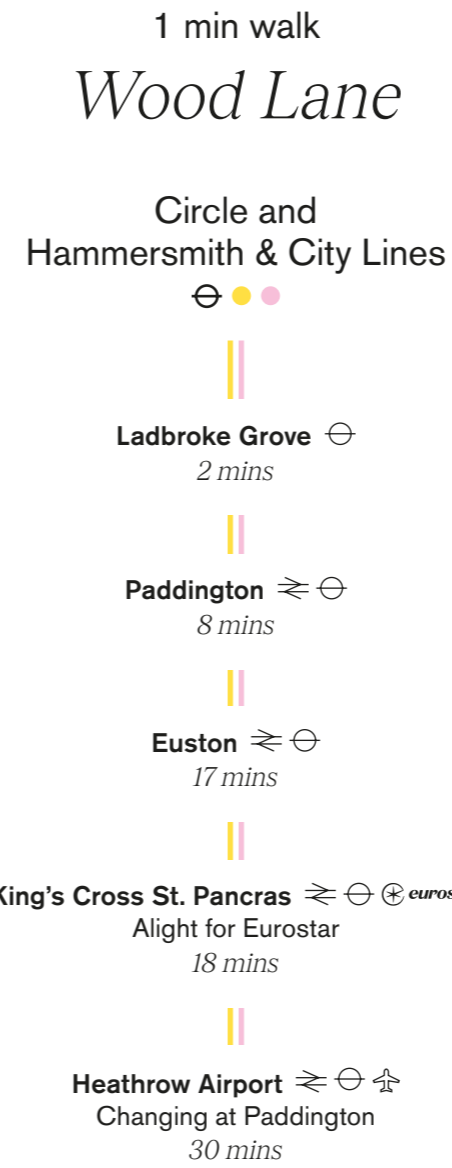 1 min walk
Wood Lane
Circle and
Hammersmith & City Lines
Ladbroke Grove
2 mins
Paddington
8 mins
Euston
17 mins
King's Cross St. Pancras euros
Alight for Eurostar
18 mins
Heathrow Airport
Changing at Paddington
30 mins